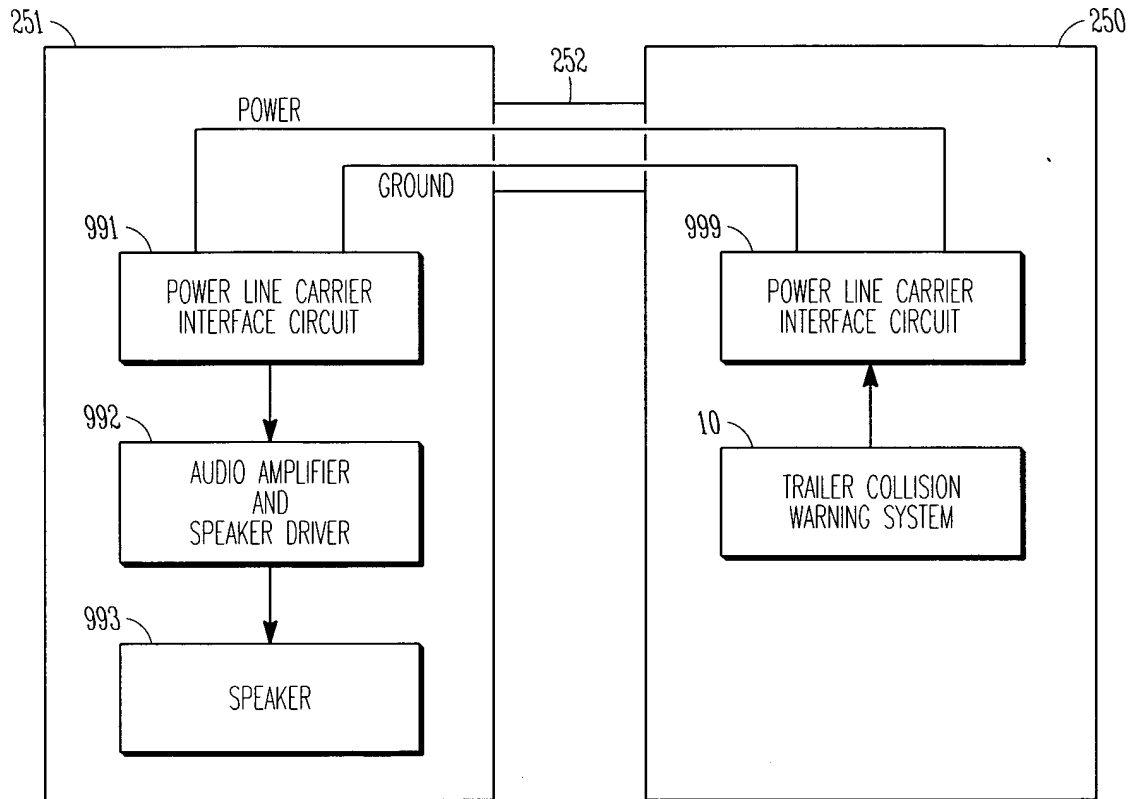 251
250
252
POWER
GROUND
991
POWER LINE CARRIER
INTERFACE CIRCUIT
999
POWER LINE CARRIER
INTERFACE CIRCUIT
992
AUDIO AMPLIFIER
AND
SPEAKER DRIVER
10
TRAILER COLLISION
WARNING SYSTEM
993
SPEAKER